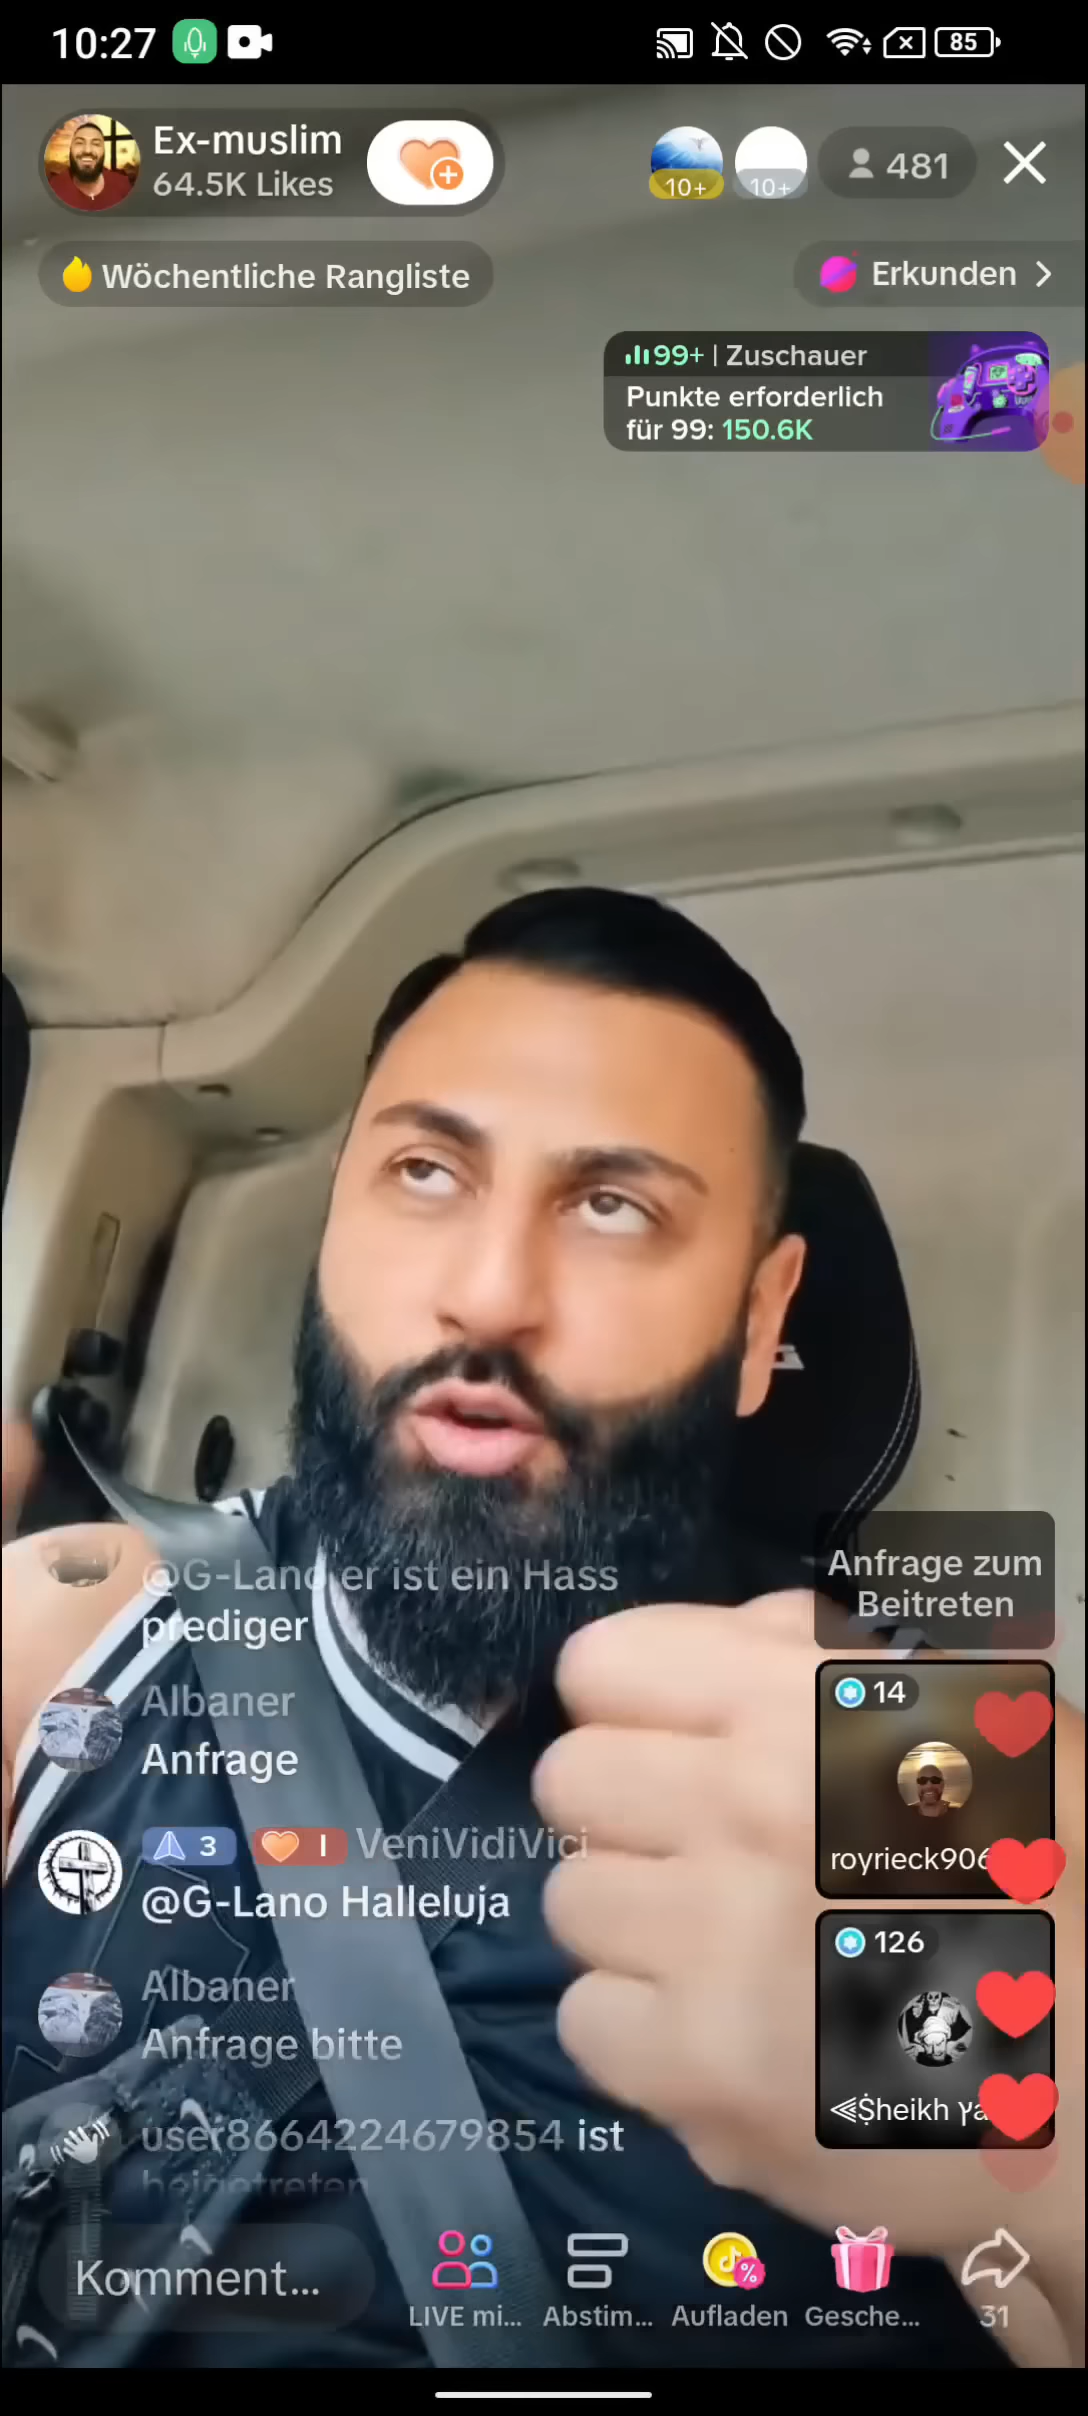 10:27
85
Ex-muslim
64.5K Likes
10+
10+
481
Wöchentliche Rangliste
Erkunden
99+ | Zuschauer
Punkte erforderlich
für 99: 150.6K
Anfrage zum
Beitreten
@G-Lano er ist ein Hass
prediger
Albaner
Anfrage
14
royrieck906
3 I VeniVidiVici
@G-Lano Halleluja
126
Albaner
Anfrage bitte
user8664224679854 ist
beigetreten
Komment...
LIVE mi...
Abstim...
Aufladen
Gesche...
31